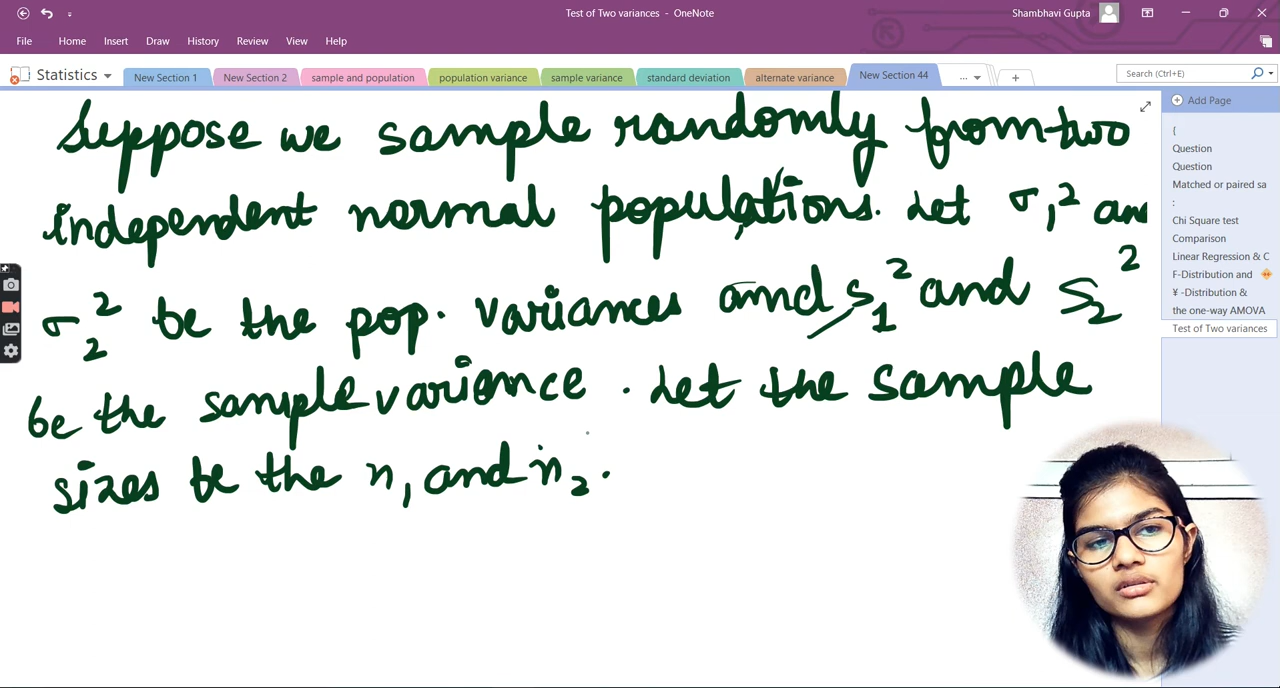 Test of Two variances - OneNote
Shambhavi Gupta
File Home Insert Draw History Review View Help
Statistics
New Section 1 New Section 2 sample and population population variance sample variance standard deviation alternate variance New Section 44 ... +
Search (Ctrl+E)
Suppose we sample randomly from two
independent normal populations. Let σ₁² an
σ₂² be the pop. variances amd s₁² and s₂²
be the sample variance. Let the sample
sizes be the n₁ and n₂.
Add Page
{
Question
Question
Matched or paired sa
:
Chi Square test
Comparison
Linear Regression & C
F-Distribution and
¥ -Distribution &
the one-way AMOVA
Test of Two variances